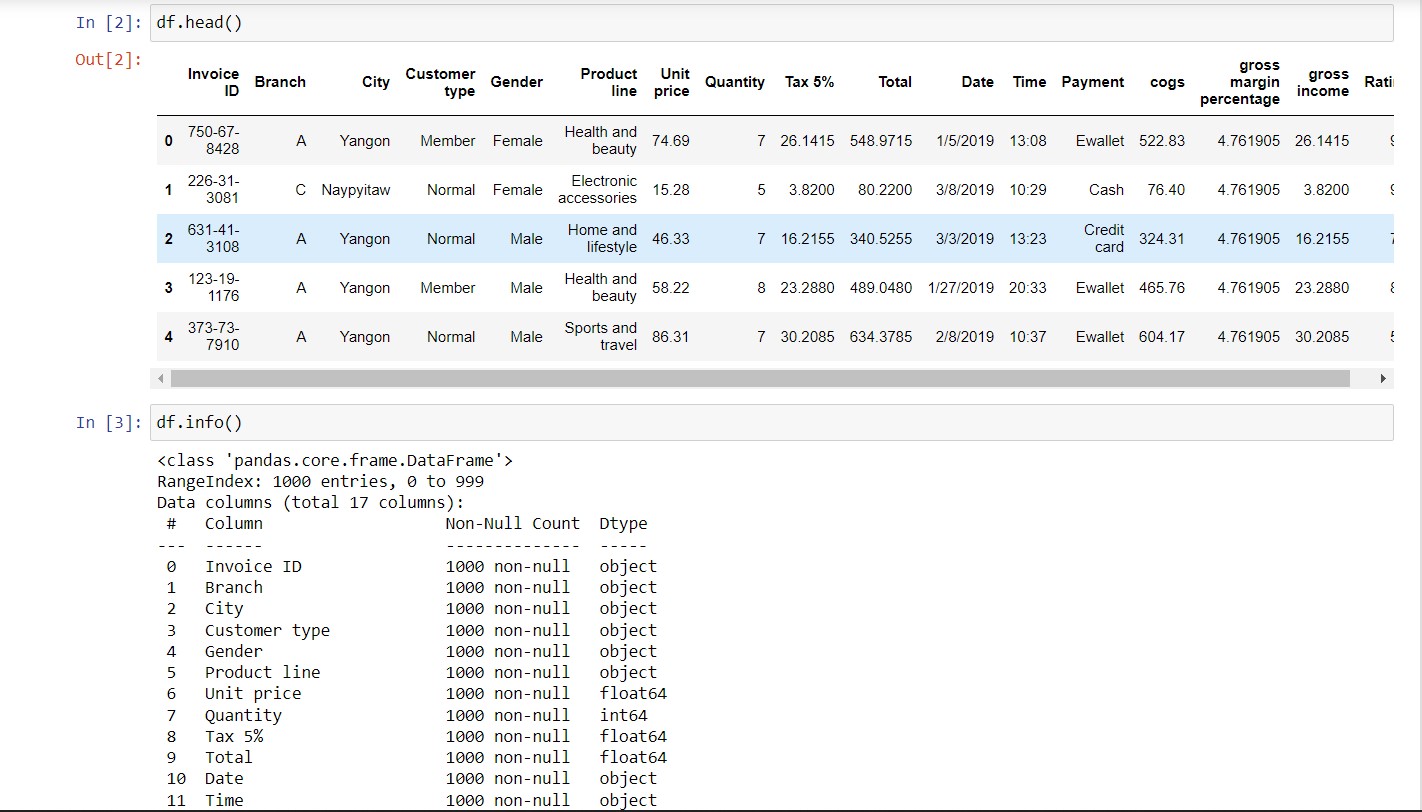 In [2]: df.head()
Out[2]:
Invoice ID Branch City Customer type Gender Product line Unit price Quantity Tax 5% Total Date Time Payment cogs gross margin percentage gross income
0 750-67-8428 A Yangon Member Female Health and beauty 74.69 7 26.1415 548.9715 1/5/2019 13:08 Ewallet 522.83 4.761905 26.1415
1 226-31-3081 C Naypyitaw Normal Female Electronic accessories 15.28 5 3.8200 80.2200 3/8/2019 10:29 Cash 76.40 4.761905 3.8200
2 631-41-3108 A Yangon Normal Male Home and lifestyle 46.33 7 16.2155 340.5255 3/3/2019 13:23 Credit card 324.31 4.761905 16.2155
3 123-19-1176 A Yangon Member Male Health and beauty 58.22 8 23.2880 489.0480 1/27/2019 20:33 Ewallet 465.76 4.761905 23.2880
4 373-73-7910 A Yangon Normal Male Sports and travel 86.31 7 30.2085 634.3785 2/8/2019 10:37 Ewallet 604.17 4.761905 30.2085
In [3]: df.info()
<class 'pandas.core.frame.DataFrame'>
RangeIndex: 1000 entries, 0 to 999
Data columns (total 17 columns):
# Column Non-Null Count Dtype
--- ------ -------------- -----
0 Invoice ID 1000 non-null object
1 Branch 1000 non-null object
2 City 1000 non-null object
3 Customer type 1000 non-null object
4 Gender 1000 non-null object
5 Product line 1000 non-null object
6 Unit price 1000 non-null float64
7 Quantity 1000 non-null int64
8 Tax 5% 1000 non-null float64
9 Total 1000 non-null float64
10 Date 1000 non-null object
11 Time 1000 non-null object